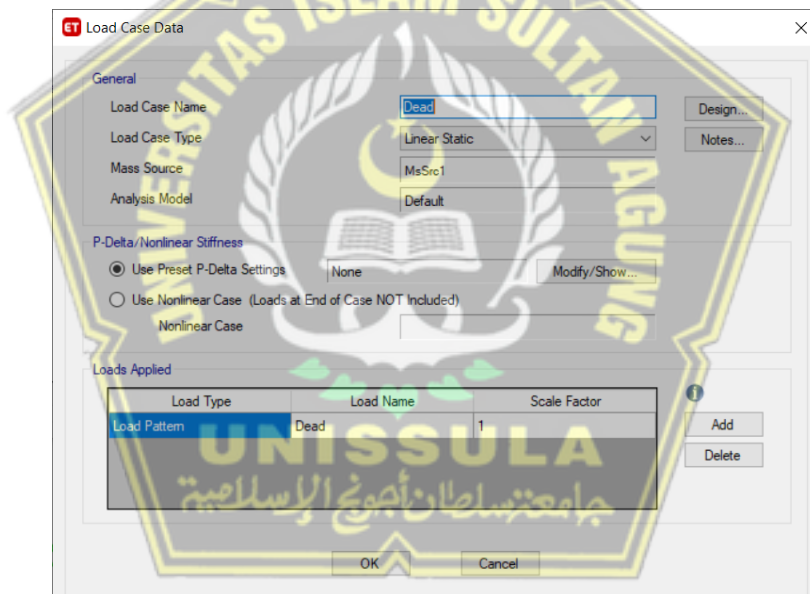 ET Load Case Data
General
Load Case Name Dead Design...
Load Case Type Linear Static Notes...
Mass Source MsSrc1
Analysis Model Default
P-Delta/Nonlinear Stiffness
Use Preset P-Delta Settings None Modify/Show...
Use Nonlinear Case (Loads at End of Case NOT Included)
Nonlinear Case
Loads Applied
Load Type Load Name Scale Factor
Load Pattern Dead 1
Add
Delete
OK Cancel
UNIVERSITAS ISLAM SULTAN AGUNG
UNISSULA
جامعة سلطان أجونج الإسلامية